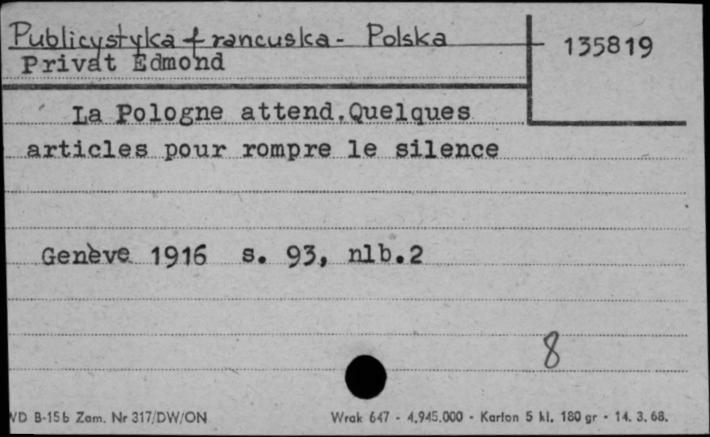 Publicystyka francuska - Polska
135819
Privat Edmond
La Pologne attend.Quelques
articles pour rompre le silence
Genève 1916 s. 93, nlb.2
8
VD B-15b Zam. Nr 317/DW/ON
Wrak 647 - 4.945.000 - Karton 5 kl. 180 gr - 14. 3. 68.